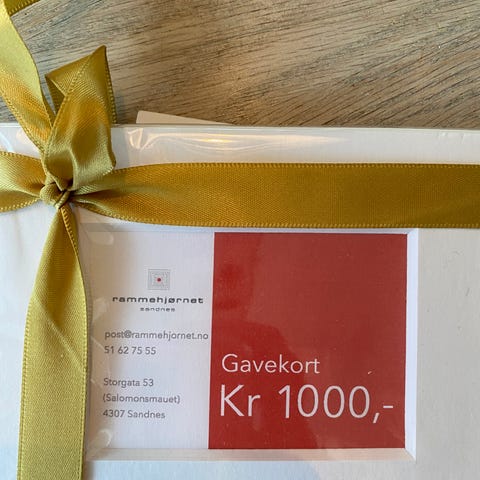 rammehjørnet
sandnes
post@rammehjornet.no
51 62 75 55
Storgata 53
(Salomonsmauet)
4307 Sandnes
Gavekort
Kr 1000,-